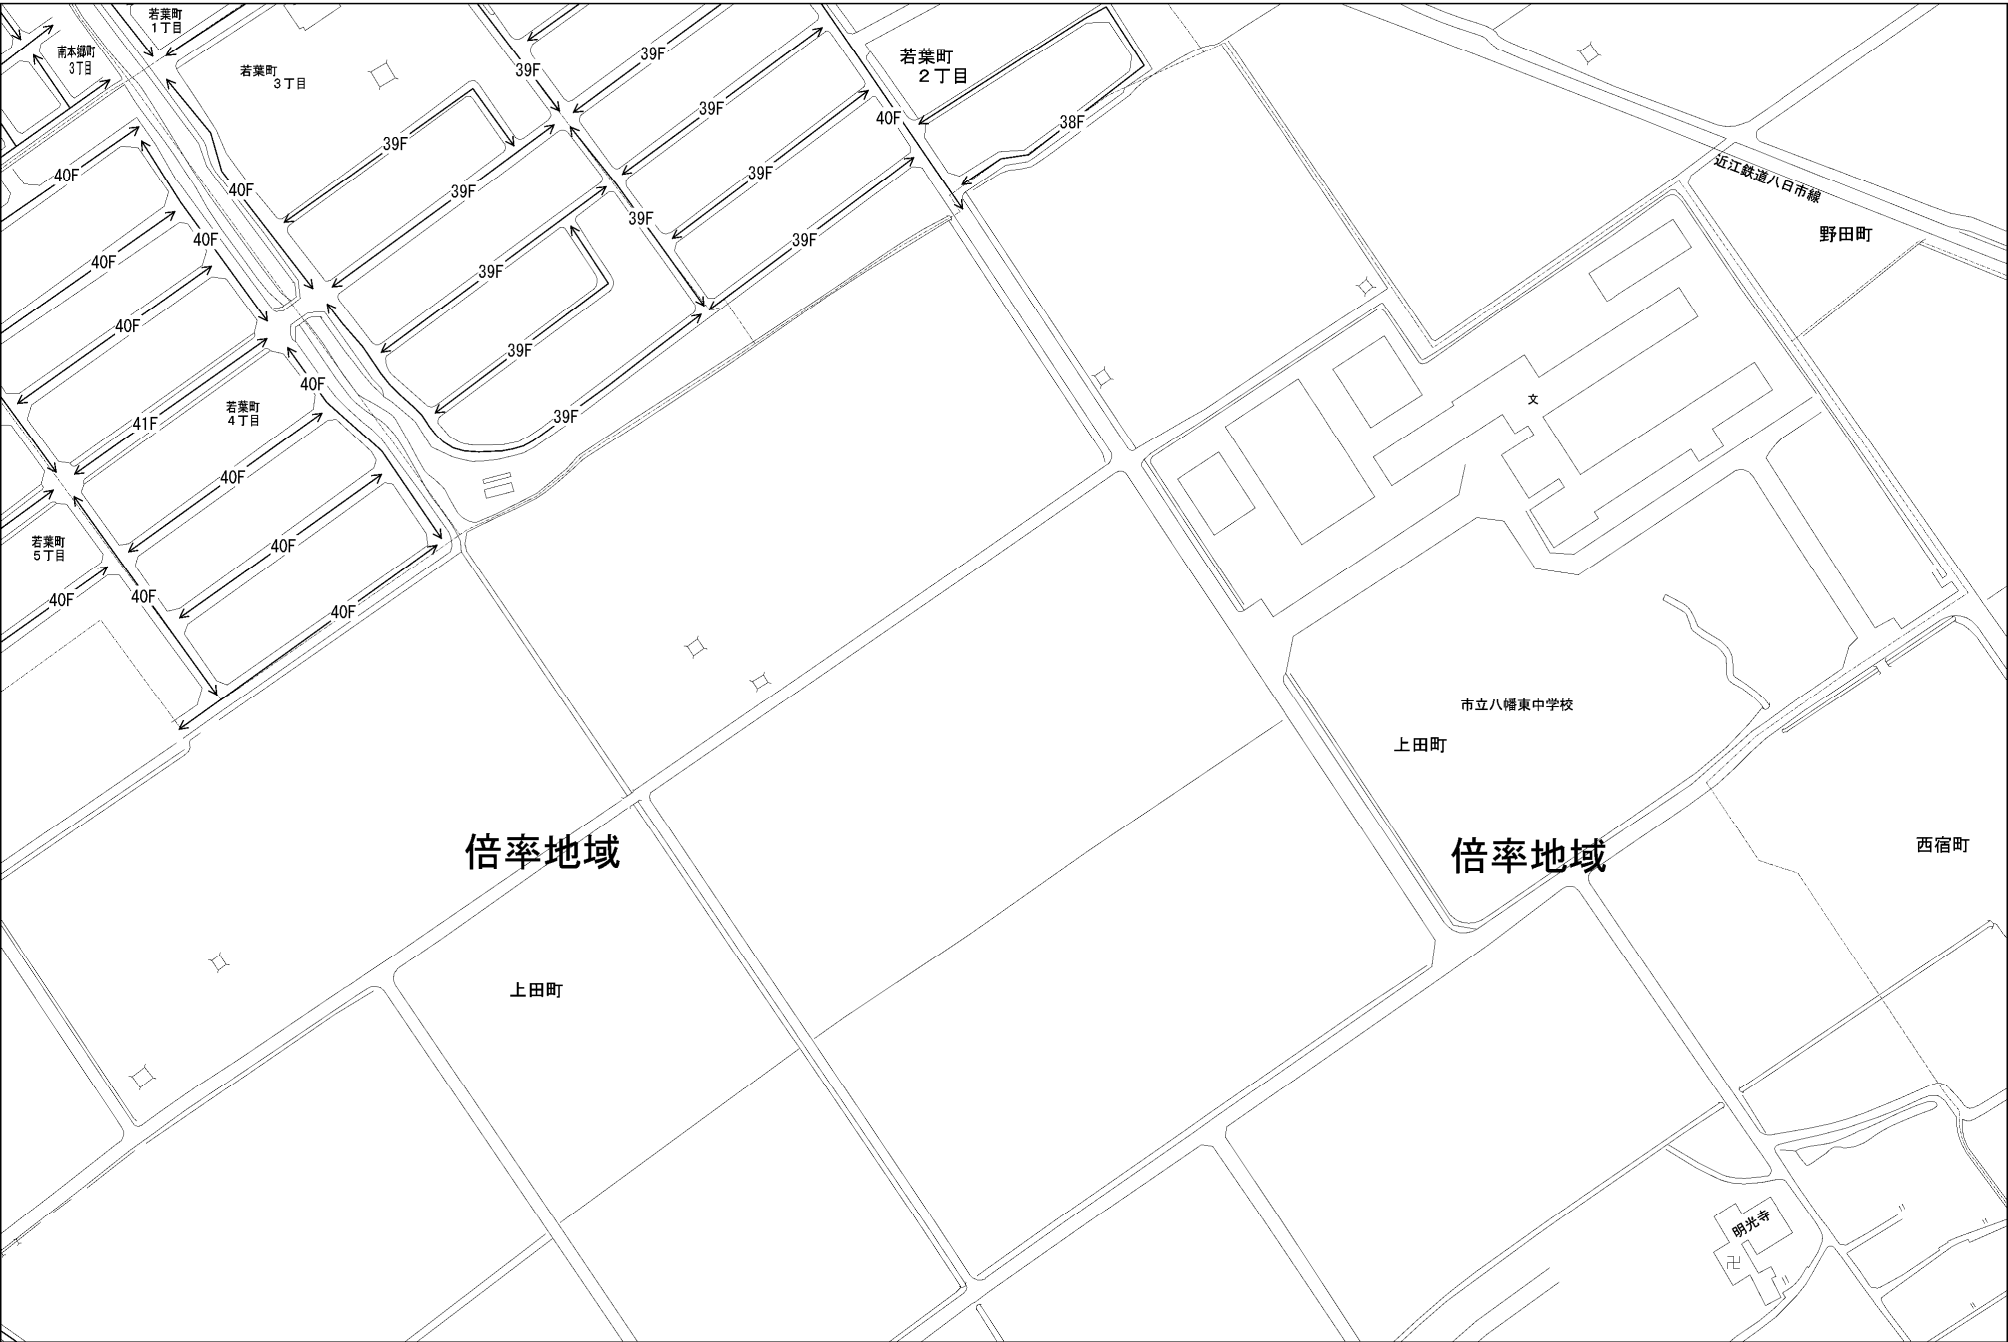 若葉町
1丁目
南本郷町
3丁目
若葉町
3丁目
39F
39F
若葉町
2丁目
近江鉄道八日市線
野田町
39F
40F
38F
39F
40F
40F
39F
39F
39F
40F
39F
39F
40F
39F
40F
39F
40F
39F
若葉町
4丁目
41F
39F
文
40F
若葉町
5丁目
40F
40F
40F
40F
市立八幡東中学校
上田町
倍率地域
倍率地域
西宿町
上田町
明光寺
卍